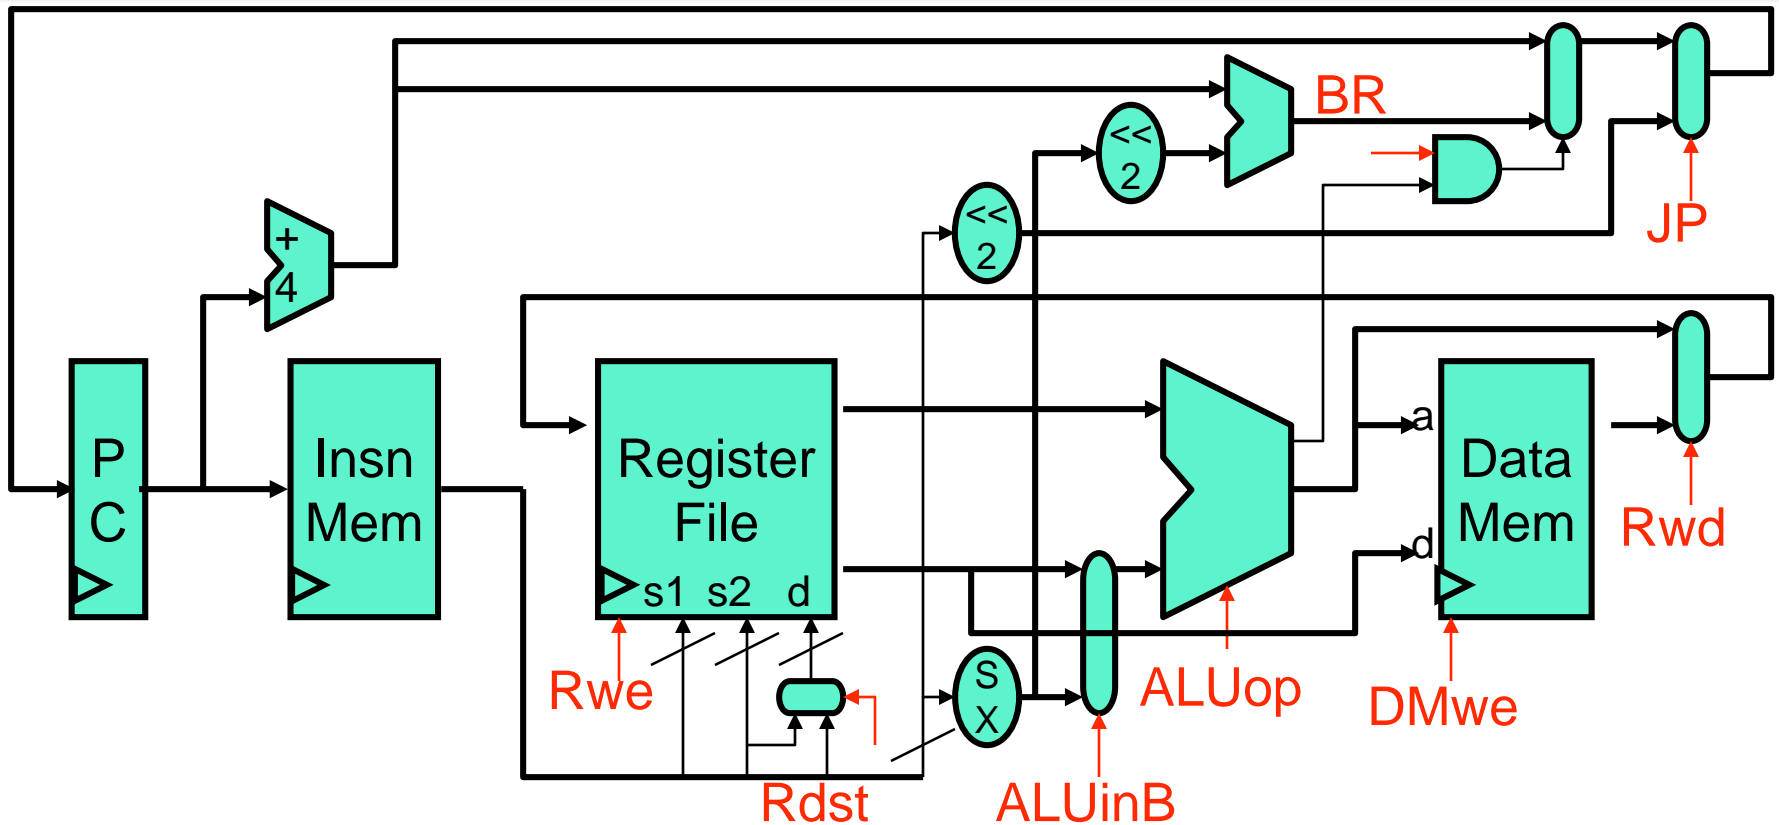 BR
<<
2
<<
2
JP
+
4
P
C
Insn
Mem
Register
File
s1 s2 d
a
d
Data
Mem
Rwd
Rwe
S
X
ALUop
DMwe
Rdst
ALUinB